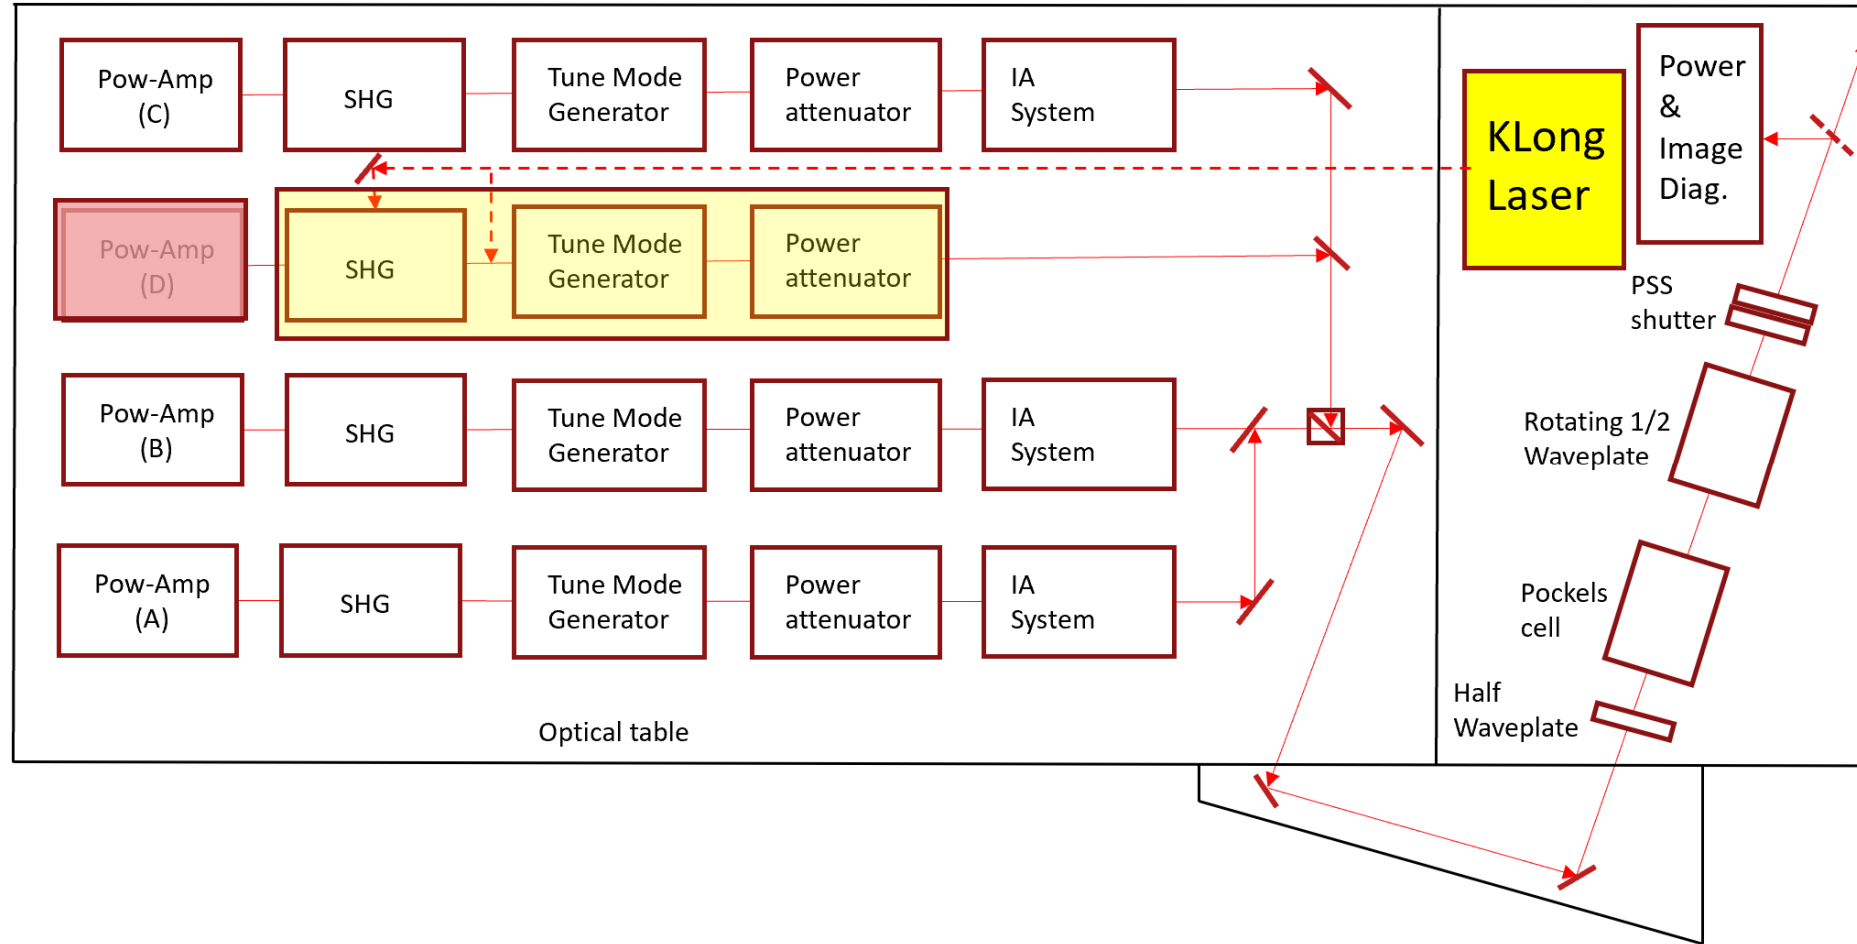 Pow-Amp
(C)
SHG
Tune Mode
Generator
Power
attenuator
IA
System
KLong
Laser
Power
&
Image
Diag.
Pow-Amp
(D)
SHG
Tune Mode
Generator
Power
attenuator
PSS
shutter
Pow-Amp
(B)
SHG
Tune Mode
Generator
Power
attenuator
IA
System
Rotating 1/2
Waveplate
Pow-Amp
(A)
SHG
Tune Mode
Generator
Power
attenuator
IA
System
Pockels
cell
Half
Waveplate
Optical table